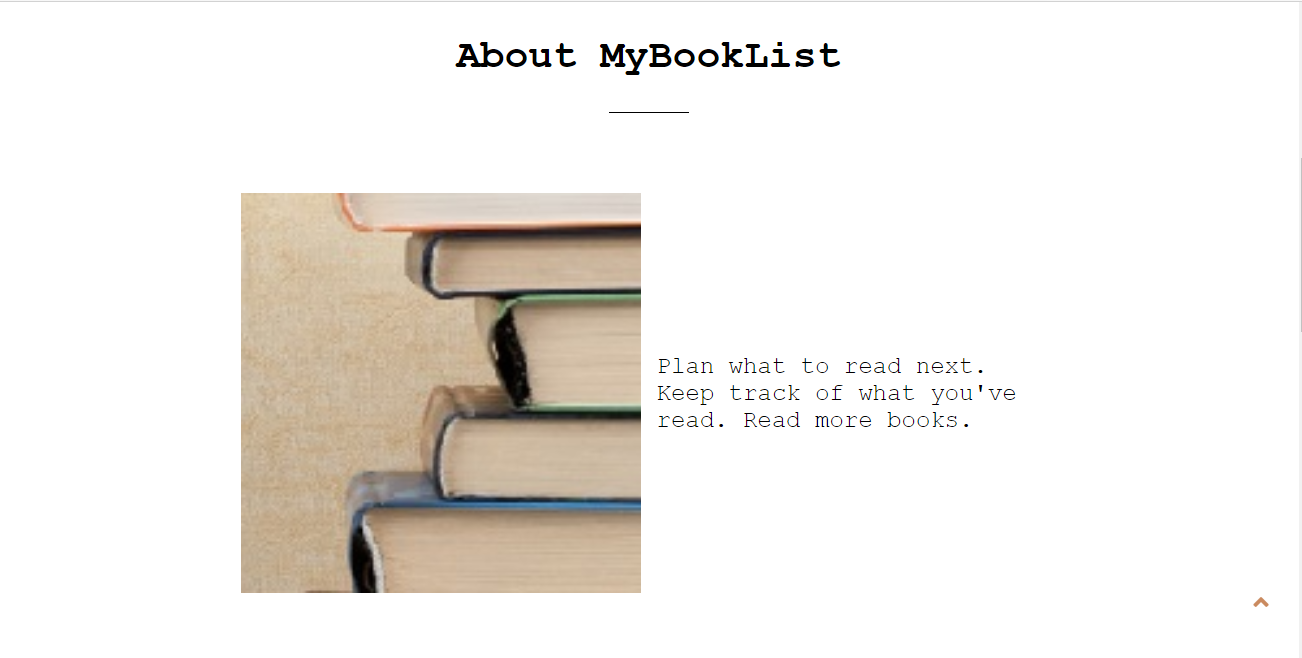 About MyBookList
Plan what to read next.
Keep track of what you've
read. Read more books.